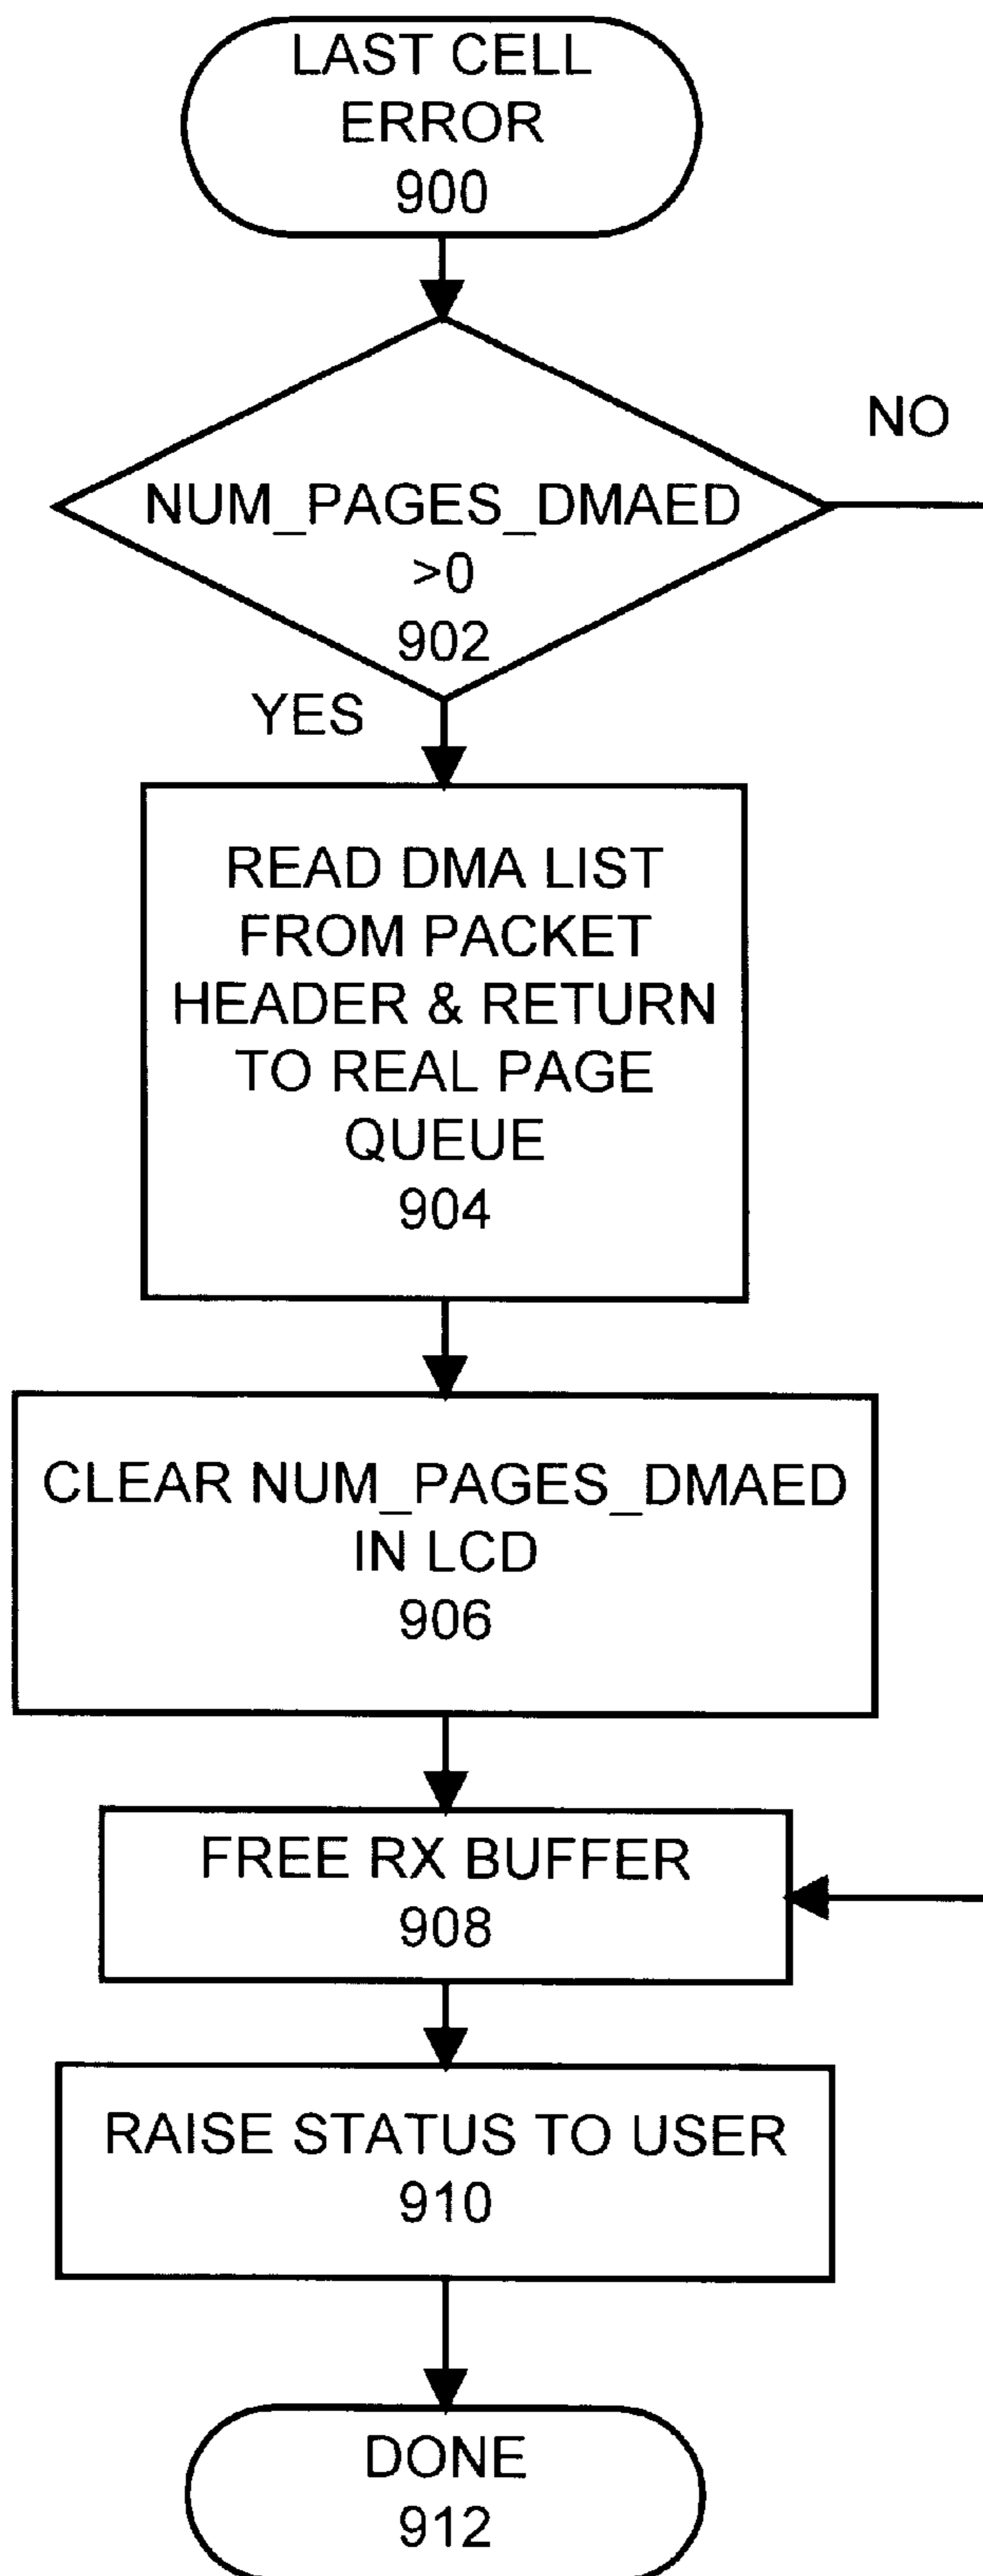 LAST CELL
ERROR
900
NO
NUM_PAGES_DMAED
>0
902
YES
READ DMA LIST
FROM PACKET
HEADER & RETURN
TO REAL PAGE
QUEUE
904
CLEAR NUM_PAGES_DMAED
IN LCD
906
FREE RX BUFFER
908
RAISE STATUS TO USER
910
DONE
912